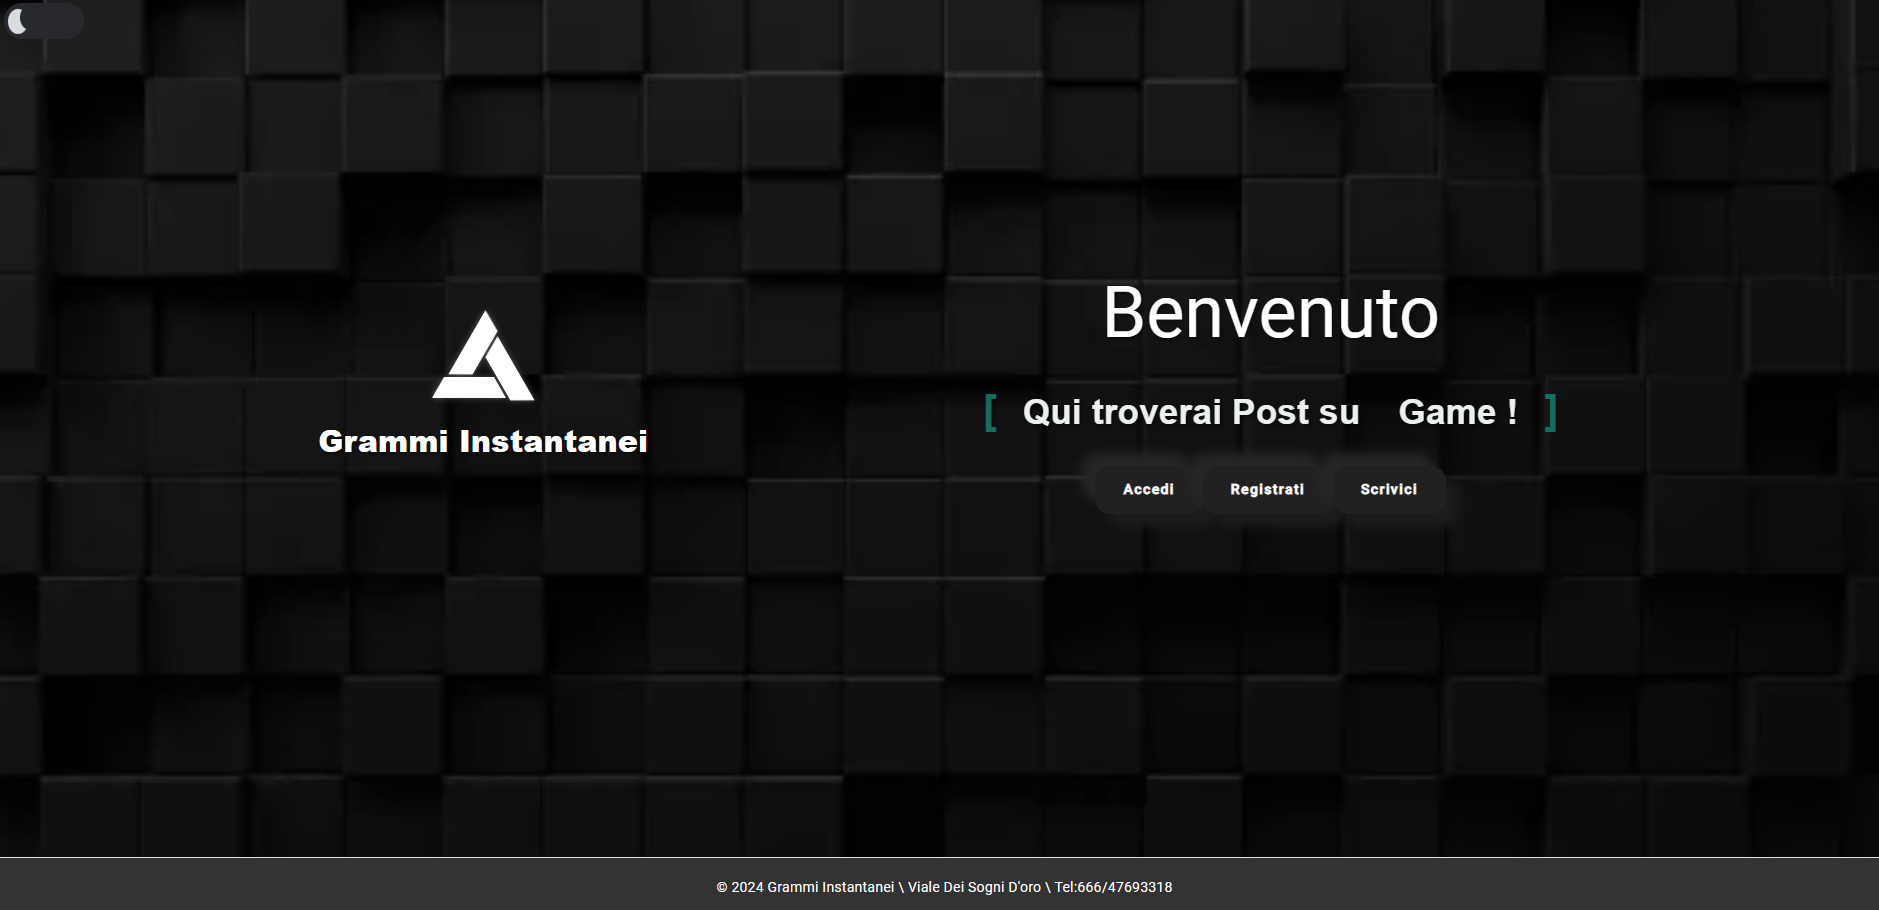 Grammi Instantanei
Benvenuto
[ Qui troverai Post su Game ! ]
Accedi
Registrati
Scrivici
© 2024 Grammi Instantanei \ Viale Dei Sogni D'oro \ Tel:666/47693318